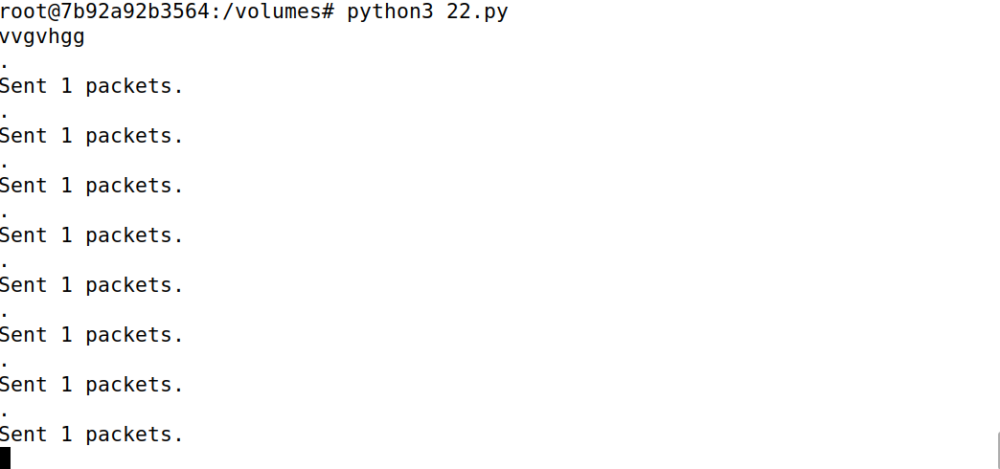 root@7b92a92b3564:/volumes# python3 22.py
vvgvhgg
.
Sent 1 packets.
.
Sent 1 packets.
.
Sent 1 packets.
.
Sent 1 packets.
.
Sent 1 packets.
.
Sent 1 packets.
.
Sent 1 packets.
.
Sent 1 packets.